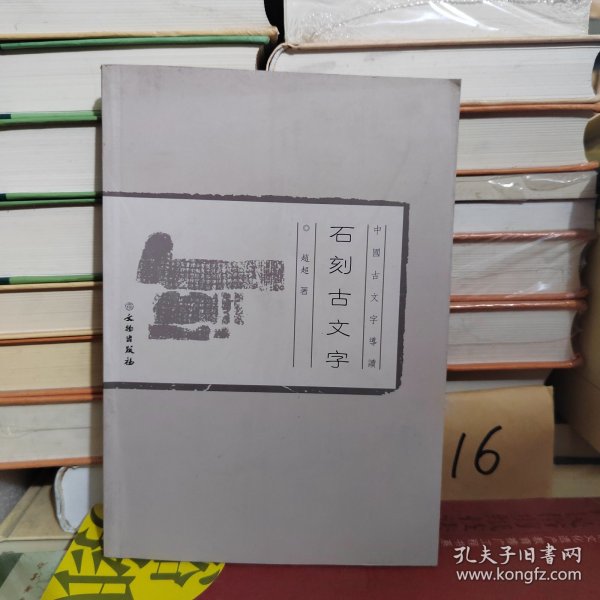 中國古文字導讀
石刻古文字
◎趙超 著
文物出版社
16
孔夫子旧书网
www.kongfz.com